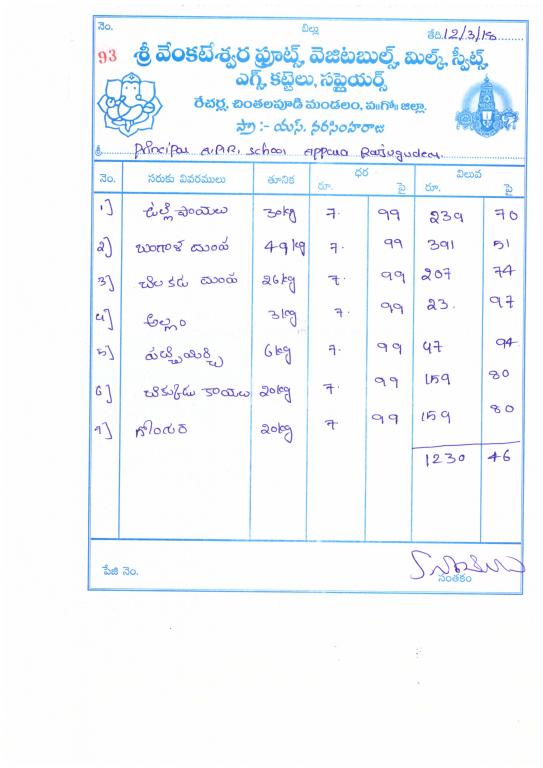 నెం. బిల్లు తేది.12/3/18
93 శ్రీ వేంకటేశ్వర ఫ్రూట్స్, వెజిటబుల్స్, మిల్క్, స్వీట్స్,
ఎగ్స్, కట్టెలు, సప్లైయర్స్
రేచర్ల, చింతలపూడి మండలం, ప॥గో॥ జిల్లా.
ప్రొ :- యస్. నరసింహరాజు
శ్రీ Principal A.P.R. School Appana Rajugudem.
నెం. సరుకు వివరములు తూనిక ధర విలువ
రూ. పై రూ. పై
1] ఉల్లిపాయలు 30kg 7. 99 239 70
2) బంగాళ దుంప 49kg 7. 99 391 51
3) చిలకడ దుంప 26kg 7. 99 207 74
4] అల్లం 3kg 7. 99 23. 97
5] పచ్చిమిర్చి 6kg 7. 99 47 94
6] చిక్కుడు కాయలు 20kg 7. 99 159 80
7] గోంగూర 20kg 7 99 159 80
1230 46
పేజి నెం. సంతకం